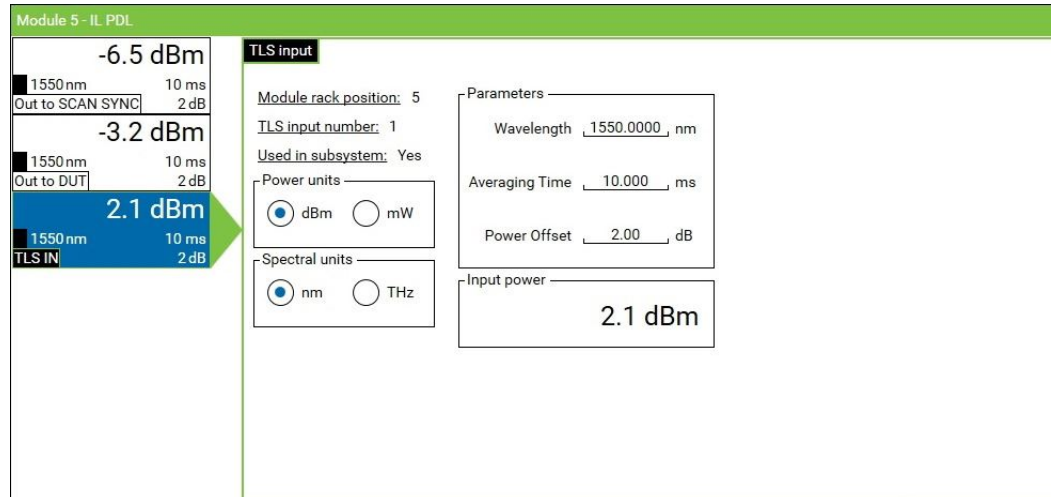 Module 5 - IL PDL
-6.5 dBm
1550 nm 10 ms
Out to SCAN SYNC 2 dB
-3.2 dBm
1550 nm 10 ms
Out to DUT 2 dB
2.1 dBm
1550 nm 10 ms
TLS IN 2 dB
TLS input
Module rack position: 5
TLS input number: 1
Used in subsystem: Yes
Power units
dBm mW
Spectral units
nm THz
Parameters
Wavelength 1550.0000 nm
Averaging Time 10.000 ms
Power Offset 2.00 dB
Input power
2.1 dBm